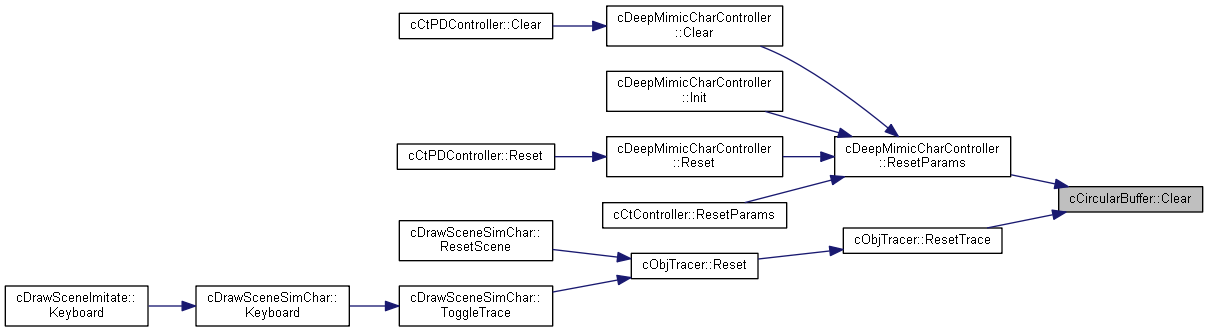 cCtPDController::Clear
cDeepMimicCharController
::Clear
cDeepMimicCharController
::Init
cCtPDController::Reset
cDeepMimicCharController
::Reset
cDeepMimicCharController
::ResetParams
cCircularBuffer::Clear
cCtController::ResetParams
cDrawSceneSimChar::
ResetScene
cObjTracer::ResetTrace
cObjTracer::Reset
cDrawSceneImitate::
Keyboard
cDrawSceneSimChar::
Keyboard
cDrawSceneSimChar::
ToggleTrace